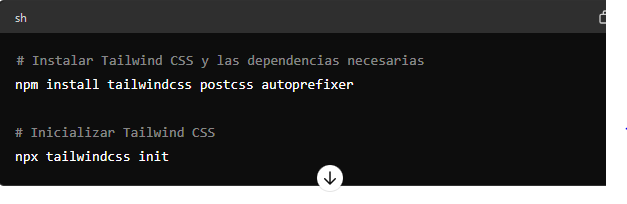 sh
# Instalar Tailwind CSS y las dependencias necesarias
npm install tailwindcss postcss autoprefixer
# Inicializar Tailwind CSS
npx tailwindcss init